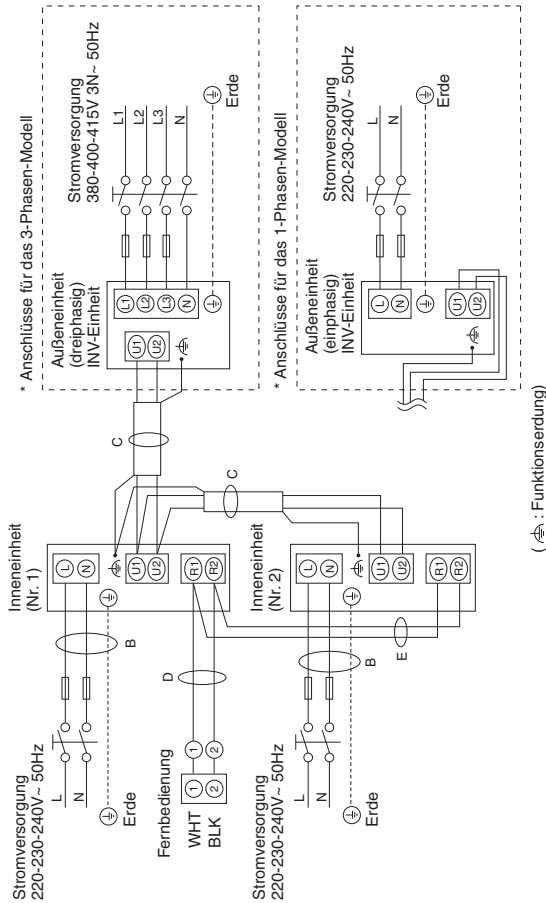 Stromversorgung
220-230-240V~ 50Hz
L
N
Erde
B
Inneneinheit
(Nr. 1)
L
N
U1
U2
R1
R2
Fernbedienung
WHT
BLK
1
2
1
2
D
Stromversorgung
220-230-240V~ 50Hz
L
N
Erde
B
E
Inneneinheit
(Nr. 2)
L
N
U1
U2
R1
R2
C
C
* Anschlüsse für das 3-Phasen-Modell
Außeneinheit
(dreiphasig)
INV-Einheit
U1
U2
L1
L2
L3
N
Stromversorgung
380-400-415V 3N~ 50Hz
L1
L2
L3
N
Erde
* Anschlüsse für das 1-Phasen-Modell
Außeneinheit
(einphasig)
INV-Einheit
L
N
U1
U2
Stromversorgung
220-230-240V~ 50Hz
L
N
Erde
( : Funktionserdung)